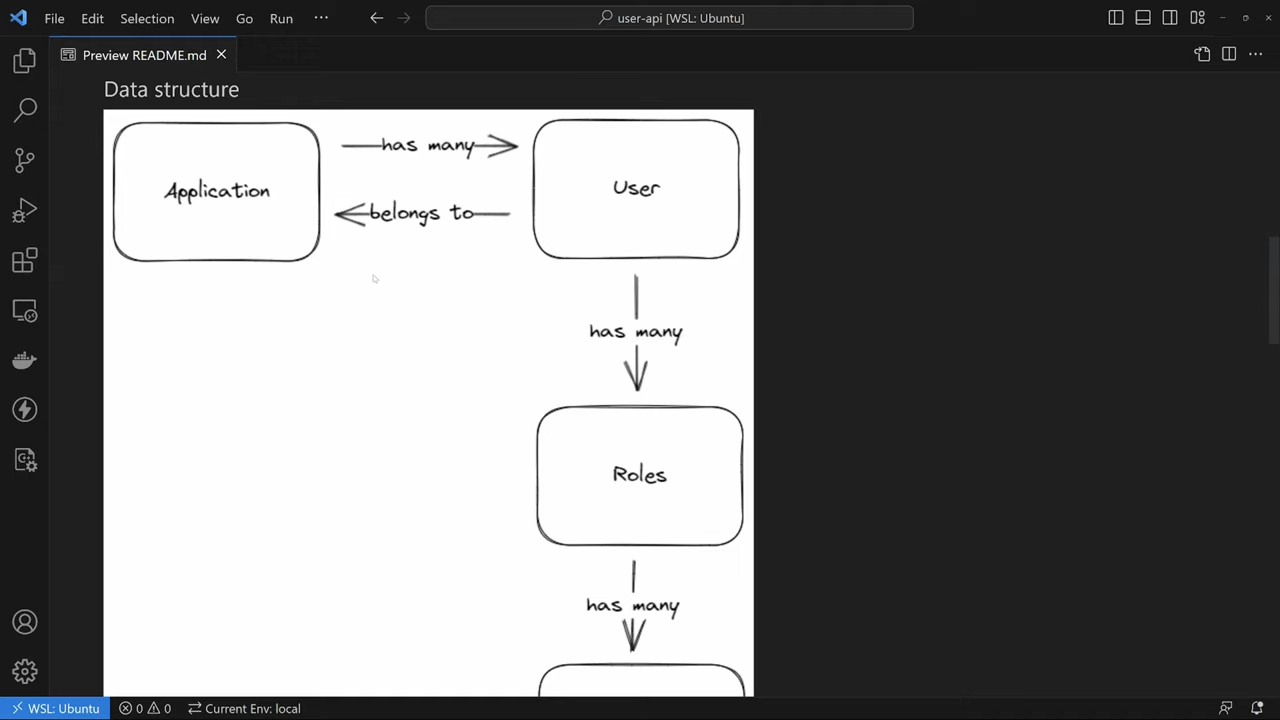 File Edit Selection View Go Run ··· user-api [WSL: Ubuntu]
Preview README.md
Data structure
Application
has many
belongs to
User
has many
Roles
has many
WSL: Ubuntu 0 0 Current Env: local